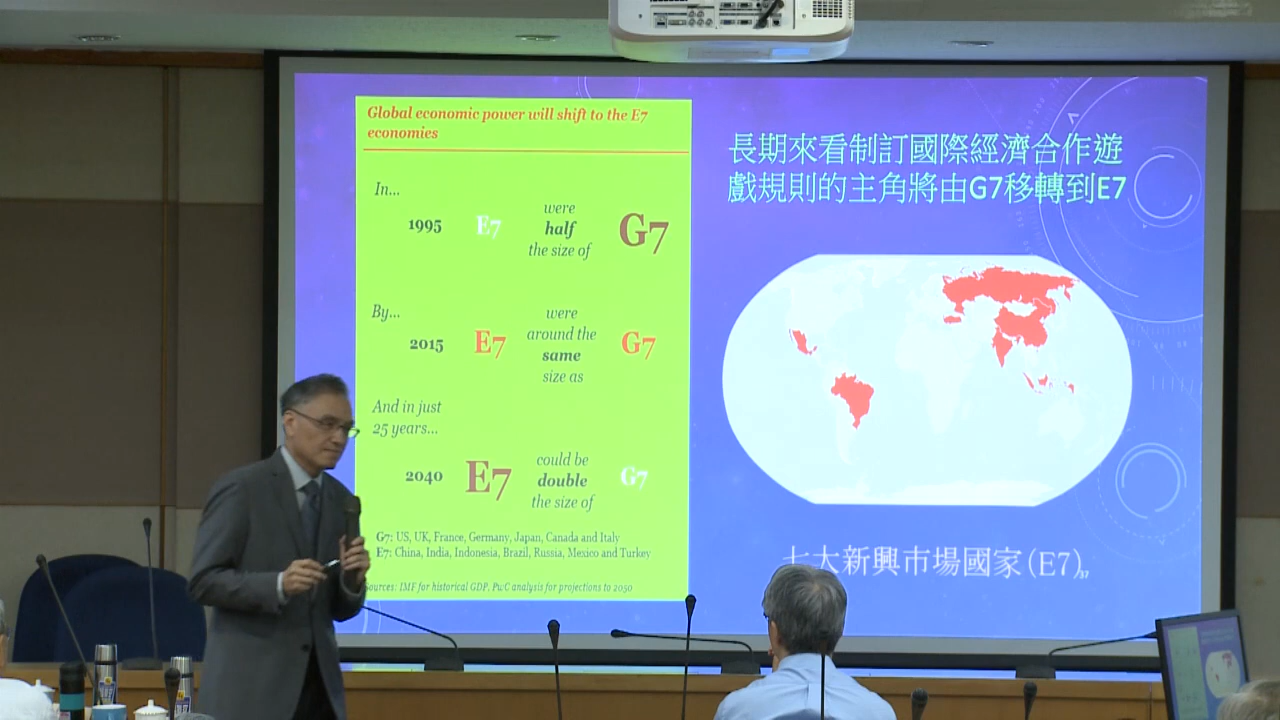 Global economic power will shift to the E7
economies
In...
1995 E7 were half the size of G7
By...
2015 E7 were around the same size as G7
And in just
25 years...
2040 E7 could be double the size of G7
G7: US, UK, France, Germany, Japan, Canada and Italy
E7: China, India, Indonesia, Brazil, Russia, Mexico and Turkey
Sources: IMF for historical GDP, PwC analysis for projections to 2050
長期來看制訂國際經濟合作遊
戲規則的主角將由G7移轉到E7
七大新興市場國家(E7)。
37